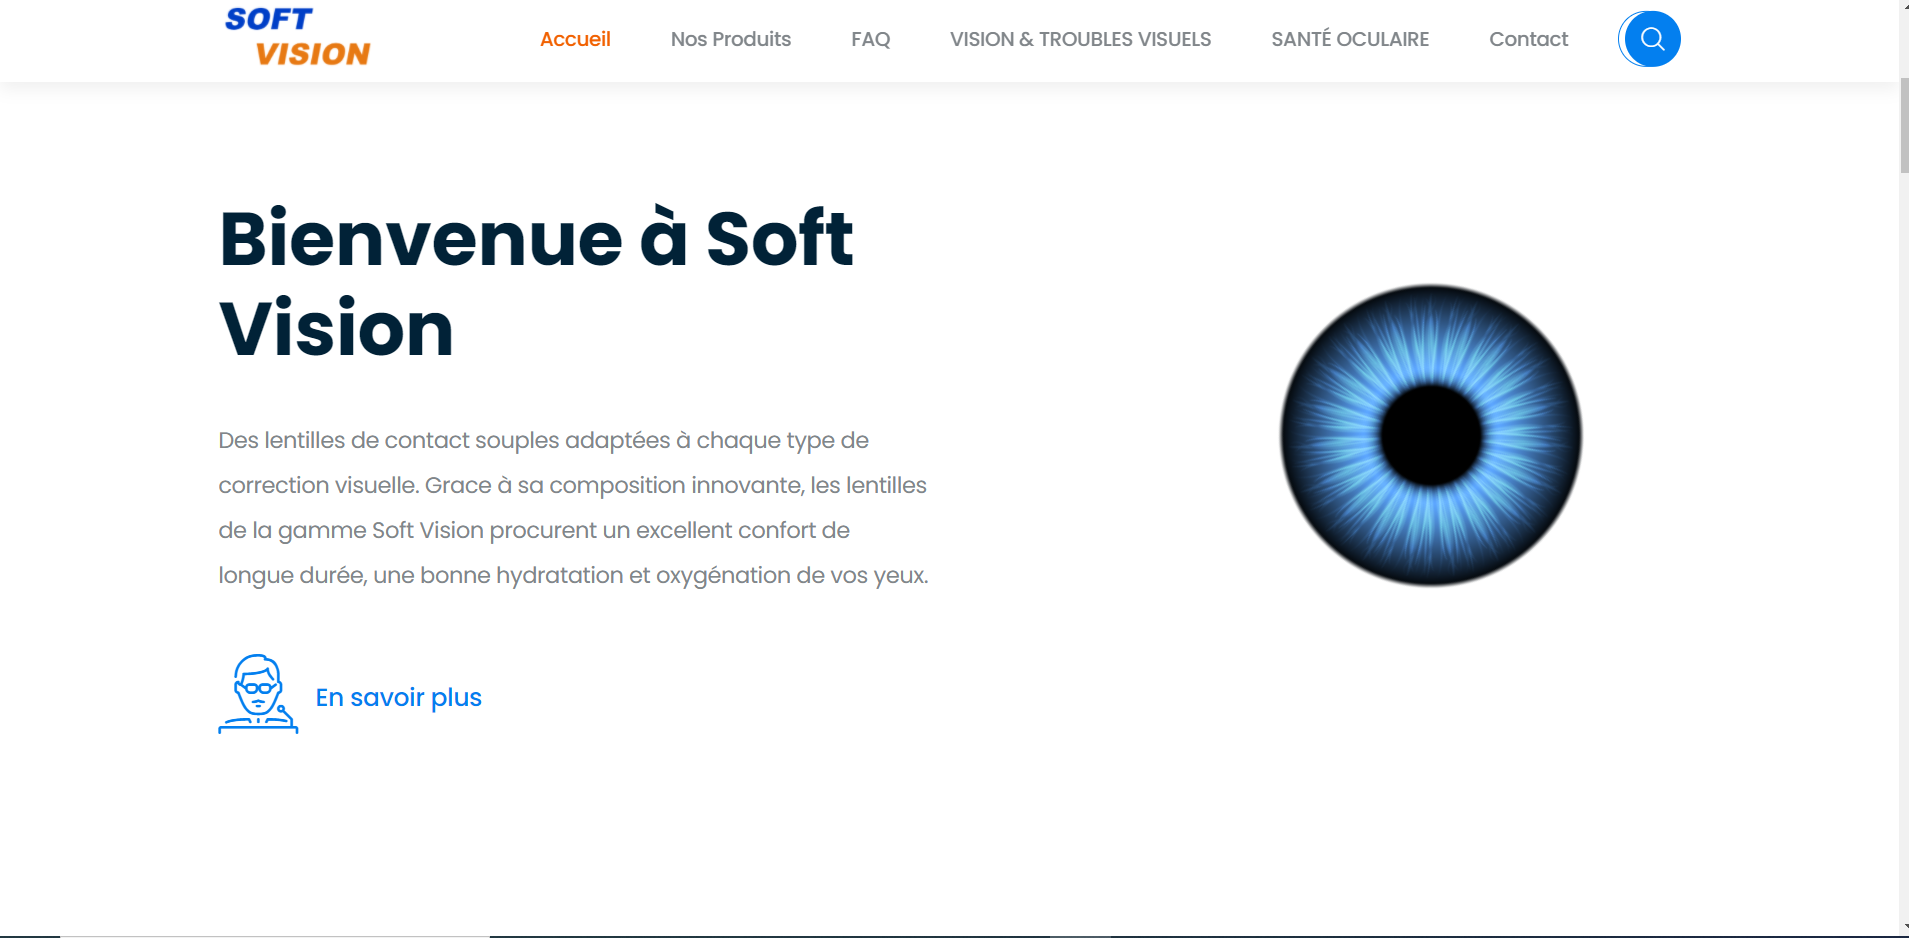 SOFT
VISION
Accueil
Nos Produits
FAQ
VISION & TROUBLES VISUELS
SANTÉ OCULAIRE
Contact
Bienvenue à Soft
Vision
Des lentilles de contact souples adaptées à chaque type de
correction visuelle. Grace à sa composition innovante, les lentilles
de la gamme Soft Vision procurent un excellent confort de
longue durée, une bonne hydratation et oxygénation de vos yeux.
En savoir plus